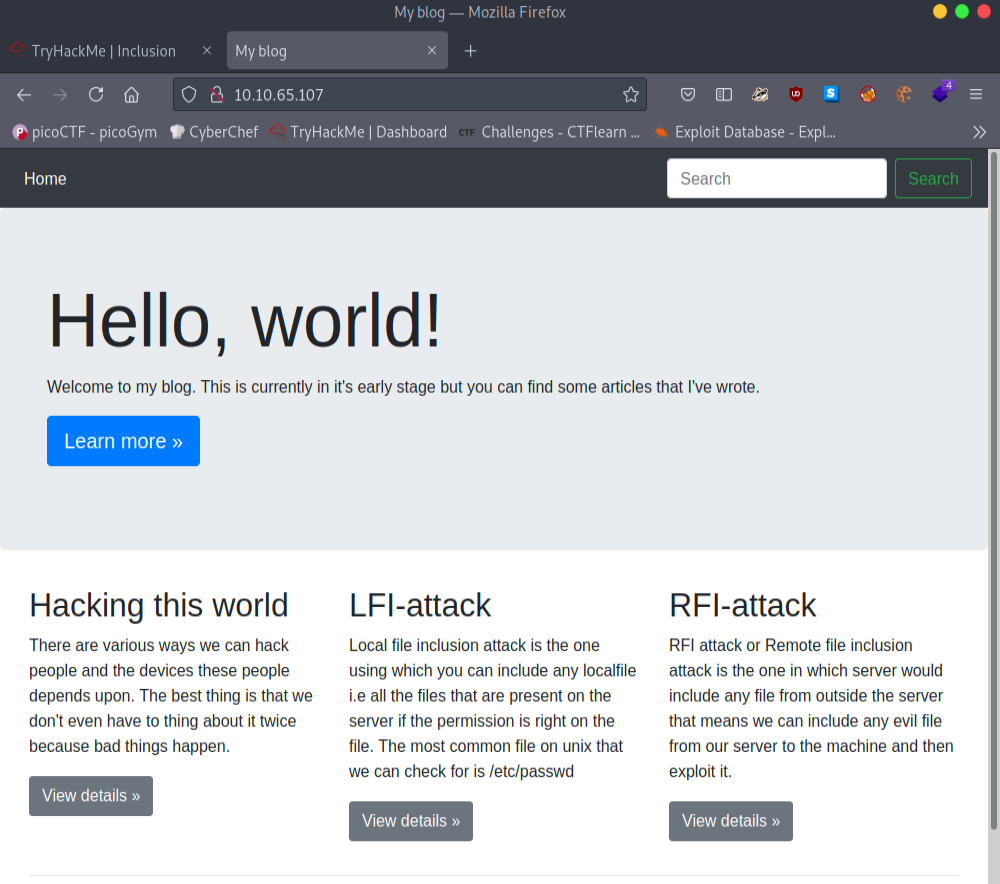 My blog — Mozilla Firefox
TryHackMe | Inclusion
My blog
10.10.65.107
picoCTF - picoGym
CyberChef
TryHackMe | Dashboard
CTF Challenges - CTFlearn ...
Exploit Database - Expl...
4
Home
Search
Search
Hello, world!
Welcome to my blog. This is currently in it's early stage but you can find some articles that I've wrote.
Learn more »
Hacking this world
There are various ways we can hack
people and the devices these people
depends upon. The best thing is that we
don't even have to thing about it twice
because bad things happen.
View details »
LFI-attack
Local file inclusion attack is the one
using which you can include any localfile
i.e all the files that are present on the
server if the permission is right on the
file. The most common file on unix that
we can check for is /etc/passwd
View details »
RFI-attack
RFI attack or Remote file inclusion
attack is the one in which server would
include any file from outside the server
that means we can include any evil file
from our server to the machine and then
exploit it.
View details »